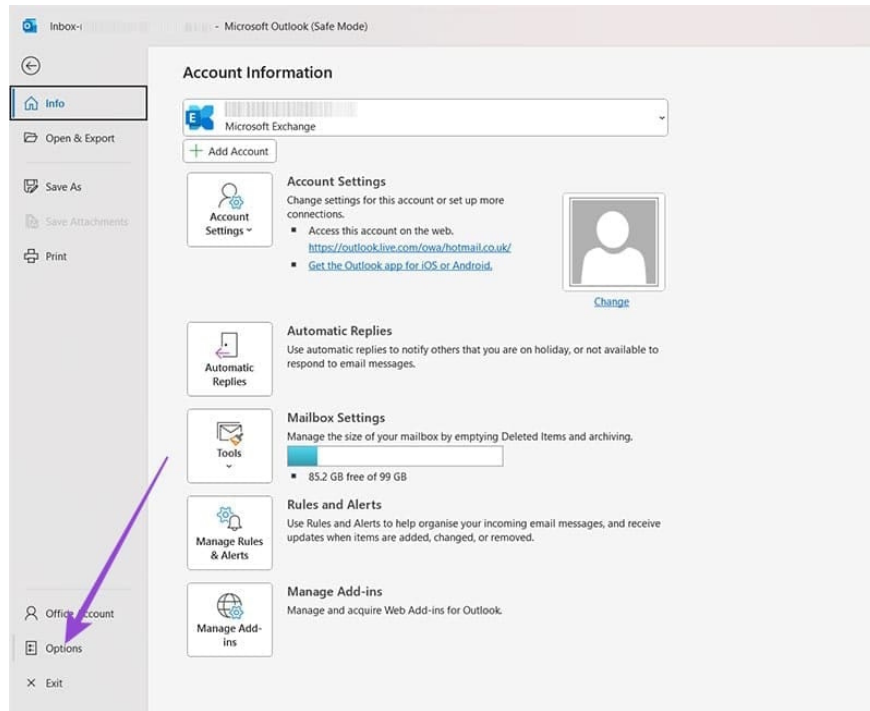 Inbox- - Microsoft Outlook (Safe Mode)
Info
Open & Export
Save As
Save Attachments
Print
Office Account
Options
Exit
Account Information
E
Microsoft Exchange
Add Account
Account
Settings
Account Settings
Change settings for this account or set up more
connections.
Access this account on the web.
https://outlook.live.com/owa/hotmail.co.uk/
Get the Outlook app for iOS or Android.
Change
Automatic
Replies
Automatic Replies
Use automatic replies to notify others that you are on holiday, or not available to
respond to email messages.
Tools
Mailbox Settings
Manage the size of your mailbox by emptying Deleted Items and archiving.
85.2 GB free of 99 GB
Manage Rules
& Alerts
Rules and Alerts
Use Rules and Alerts to help organise your incoming email messages, and receive
updates when items are added, changed, or removed.
Manage Add-
ins
Manage Add-ins
Manage and acquire Web Add-ins for Outlook.